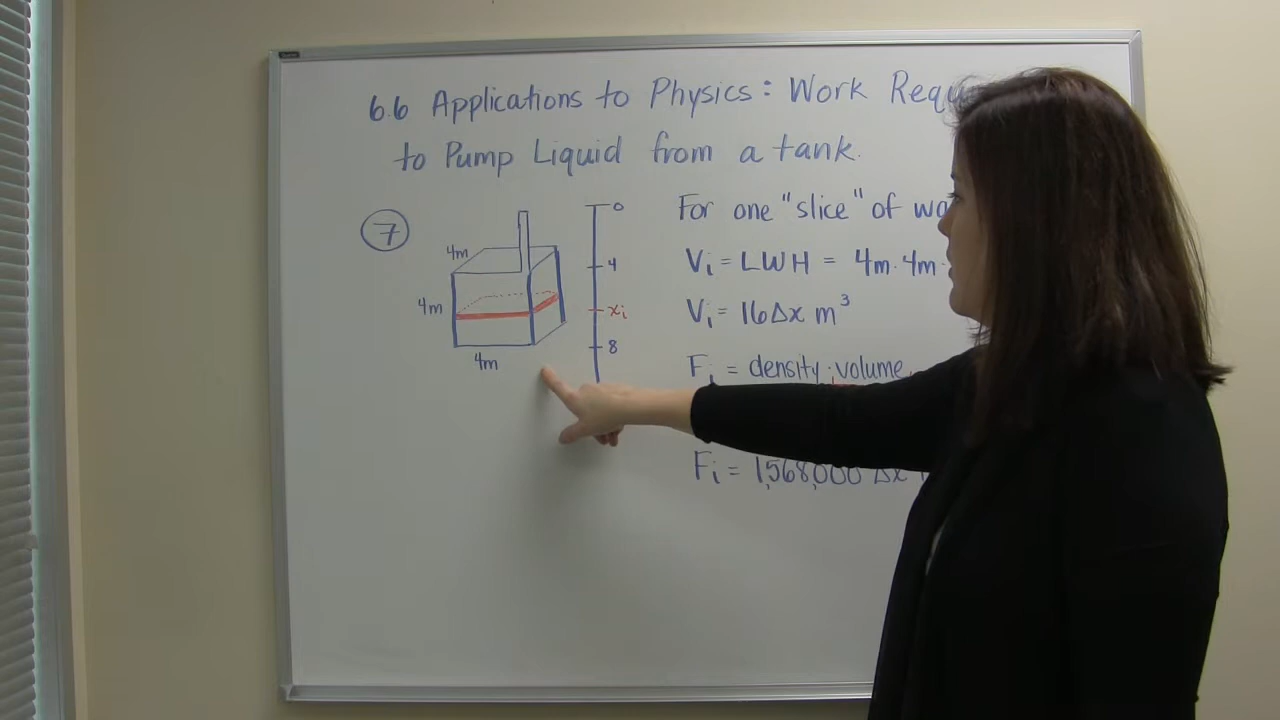 6.6 Applications to Physics: Work
to Pump Liquid from a tank.
7
4m
4m
4m
0
4
xi
8
For one "slice" of
Vi = LWH = 4m·4m·
Vi = 16Δx m³
Fi = density · volume
Fi = 1,568,000 Δx